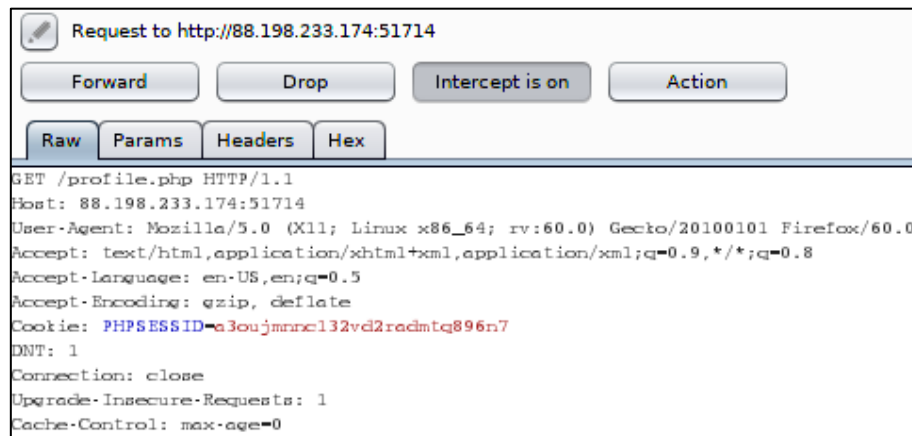 Request to http://88.198.233.174:51714
Forward Drop Intercept is on Action
Raw Params Headers Hex
GET /profile.php HTTP/1.1
Host: 88.198.233.174:51714
User-Agent: Mozilla/5.0 (X11; Linux x86_64; rv:60.0) Gecko/20100101 Firefox/60.0
Accept: text/html,application/xhtml+xml,application/xml;q=0.9,*/*;q=0.8
Accept-Language: en-US,en;q=0.5
Accept-Encoding: gzip, deflate
Cookie: PHPSESSID=a3oujmnncl32vd2radmtq896n7
DNT: 1
Connection: close
Upgrade-Insecure-Requests: 1
Cache-Control: max-age=0